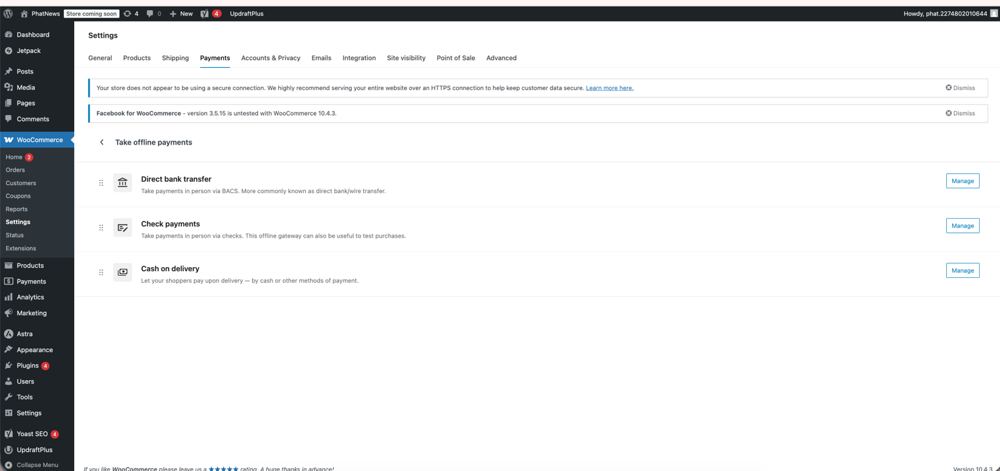 PhatNews Store coming soon 4 0 New 4 UpdraftPlus Howdy, phat.2274802010644
Dashboard
Jetpack
Posts
Media
Pages
Comments
WooCommerce
Home 2
Orders
Customers
Coupons
Reports
Settings
Status
Extensions
Products
Payments
Analytics
Marketing
Astra
Appearance
Plugins 4
Users
Tools
Settings
Yoast SEO 4
UpdraftPlus
Collapse Menu
Settings
General Products Shipping Payments Accounts & Privacy Emails Integration Site visibility Point of Sale Advanced
Your store does not appear to be using a secure connection. We highly recommend serving your entire website over an HTTPS connection to help keep customer data secure. Learn more here. Dismiss
Facebook for WooCommerce - version 3.5.15 is untested with WooCommerce 10.4.3. Dismiss
Take offline payments
Direct bank transfer
Take payments in person via BACS. More commonly known as direct bank/wire transfer.
Manage
Check payments
Take payments in person via checks. This offline gateway can also be useful to test purchases.
Manage
Cash on delivery
Let your shoppers pay upon delivery — by cash or other methods of payment.
Manage
If you like WooCommerce please leave us a ★★★★★ rating. A huge thanks in advance! Version 10.4.3